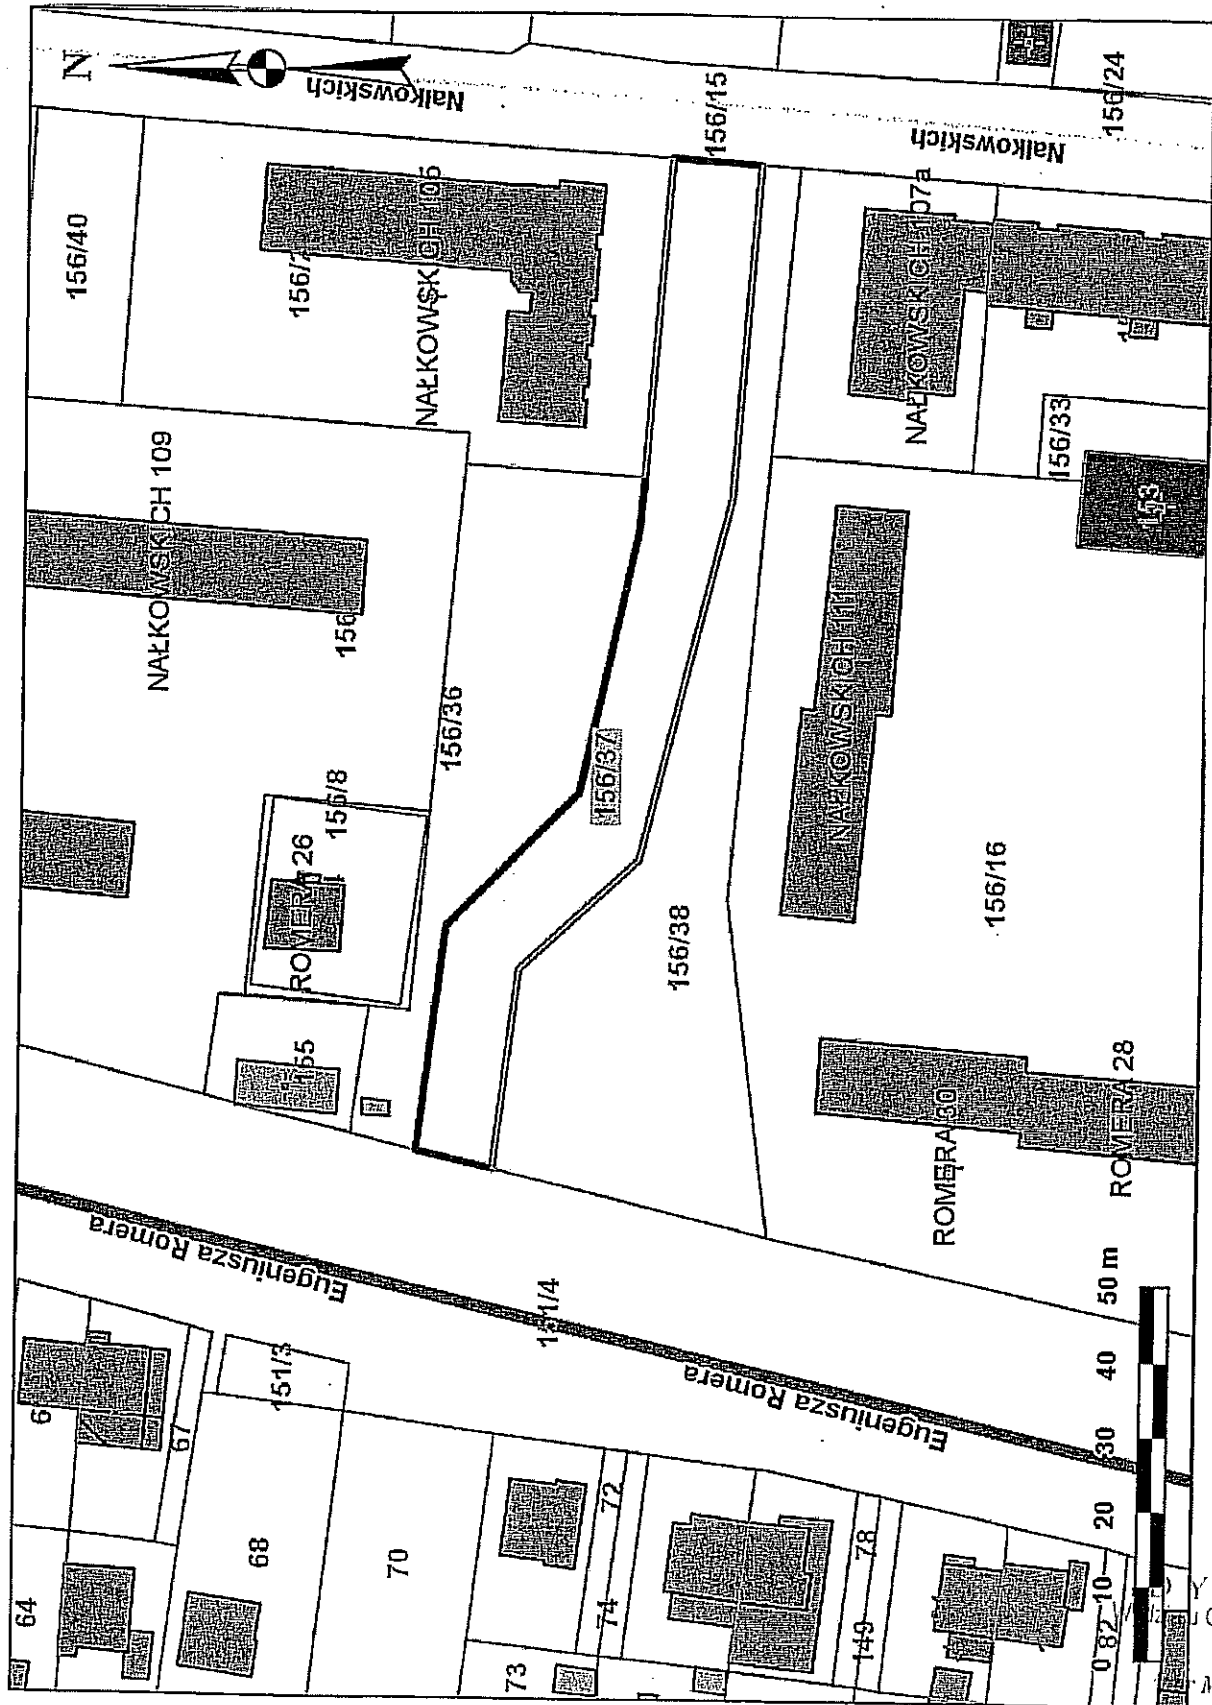 N
Nałkowskich
Nałkowskich
156/15
156/24
156/40
NAŁKOWSKICH 105
NAŁKOWSKICH 107a
156/33
153
NAŁKOWSKICH 109
156/36
156/8
156/37
NAŁKOWSKICH 111
156/16
ROMERA 26
156/38
155
ROMERA 30
ROMERA 28
Eugeniusza Romera
Eugeniusza Romera
151/3
67
68
70
72
74
73
78
149
64
82
0 10 20 30 40 50 m